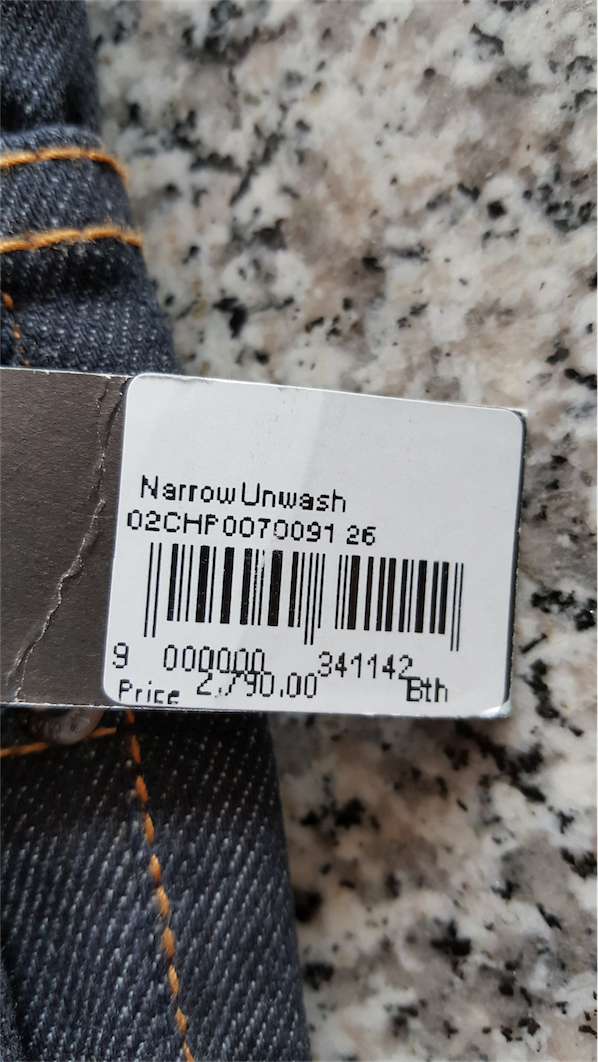 Narrow Unwash
02CHP0070091 26
9 000000 341142
Price 2,790.00 Bth